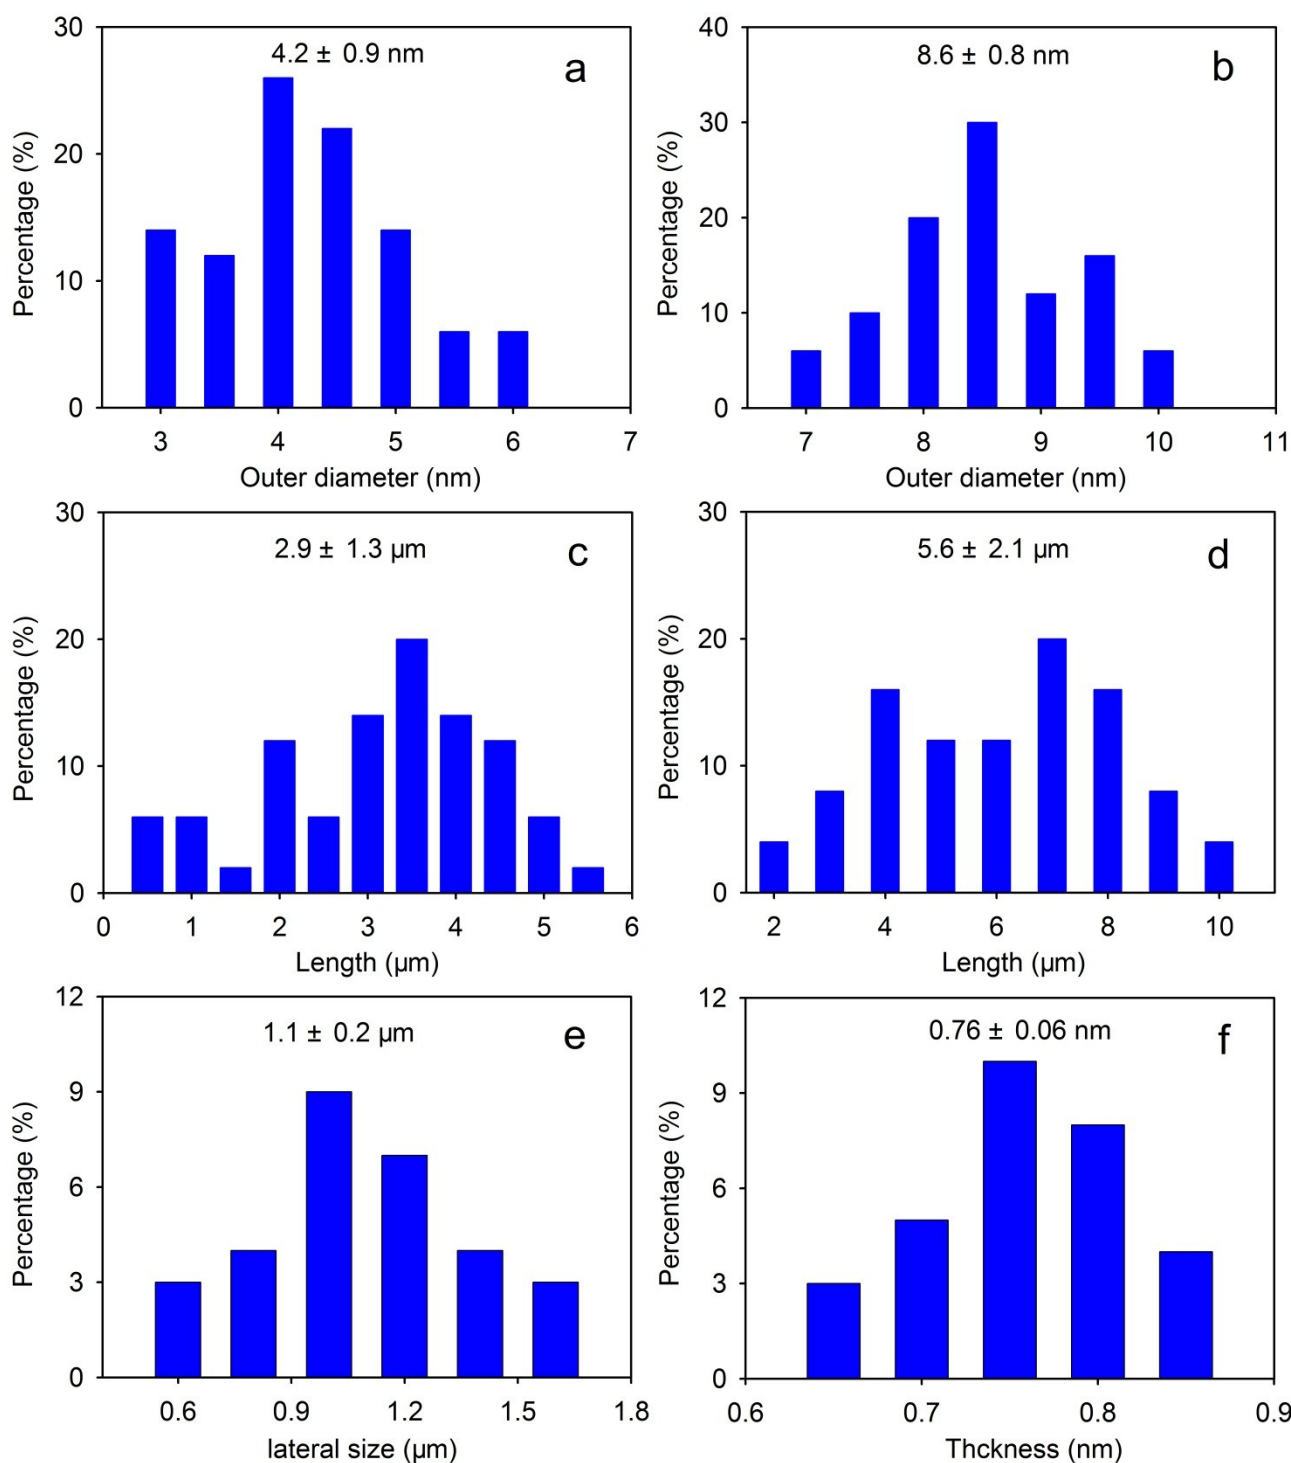 4.2 ± 0.9 nm
a
Percentage (%)
30
20
10
0
3 4 5 6 7
Outer diameter (nm)
8.6 ± 0.8 nm
b
Percentage (%)
40
30
20
10
0
7 8 9 10 11
Outer diameter (nm)
2.9 ± 1.3 µm
c
Percentage (%)
30
20
10
0
0 1 2 3 4 5 6
Length (µm)
5.6 ± 2.1 µm
d
Percentage (%)
30
20
10
0
2 4 6 8 10
Length (µm)
1.1 ± 0.2 µm
e
Percentage (%)
12
9
6
3
0
0.6 0.9 1.2 1.5 1.8
lateral size (µm)
0.76 ± 0.06 nm
f
Percentage (%)
12
9
6
3
0
0.6 0.7 0.8 0.9
Thckness (nm)